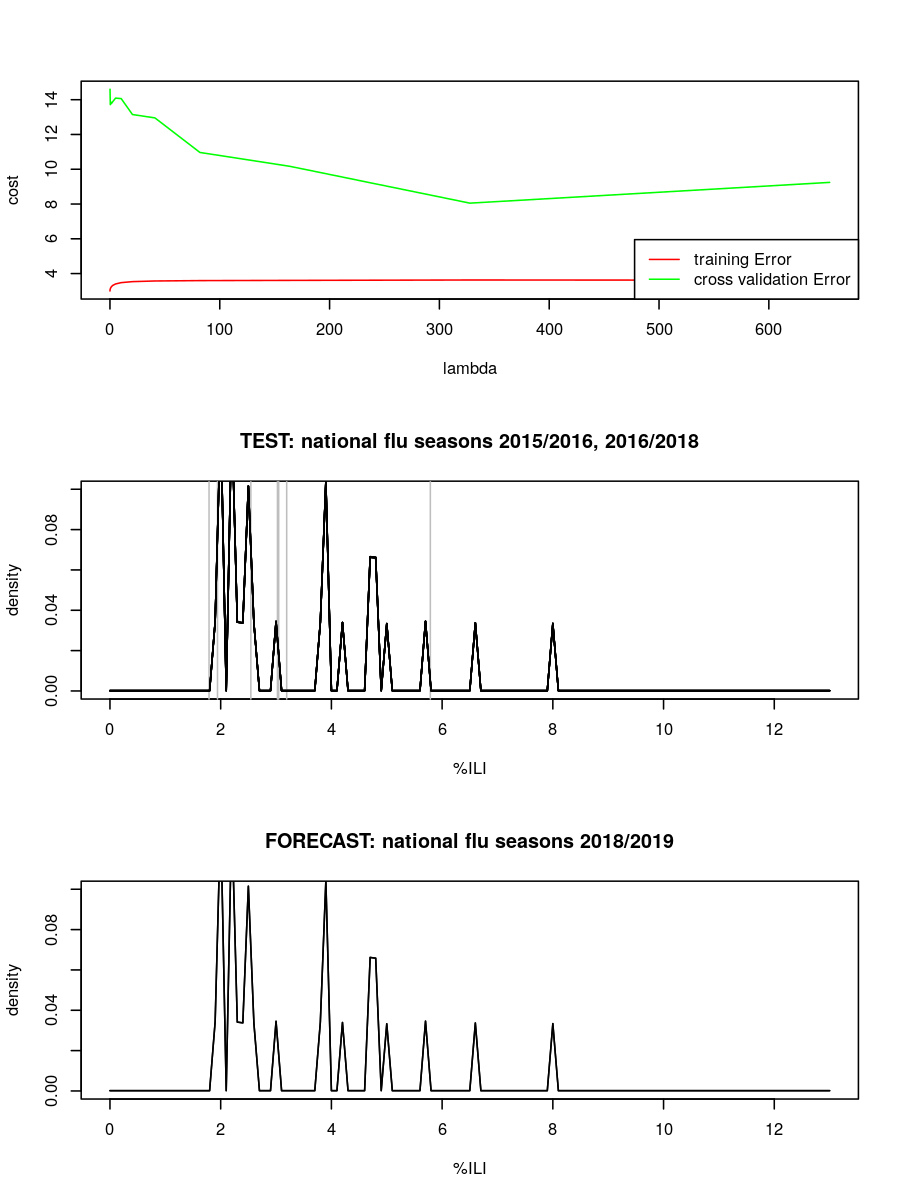 14
12
10
8
6
4
cost
training Error
cross validation Error
0 100 200 300 400 500 600
lambda
TEST: national flu seasons 2015/2016, 2016/2018
0.08
0.04
0.00
density
0 2 4 6 8 10 12
%ILI
FORECAST: national flu seasons 2018/2019
0.08
0.04
0.00
density
0 2 4 6 8 10 12
%ILI